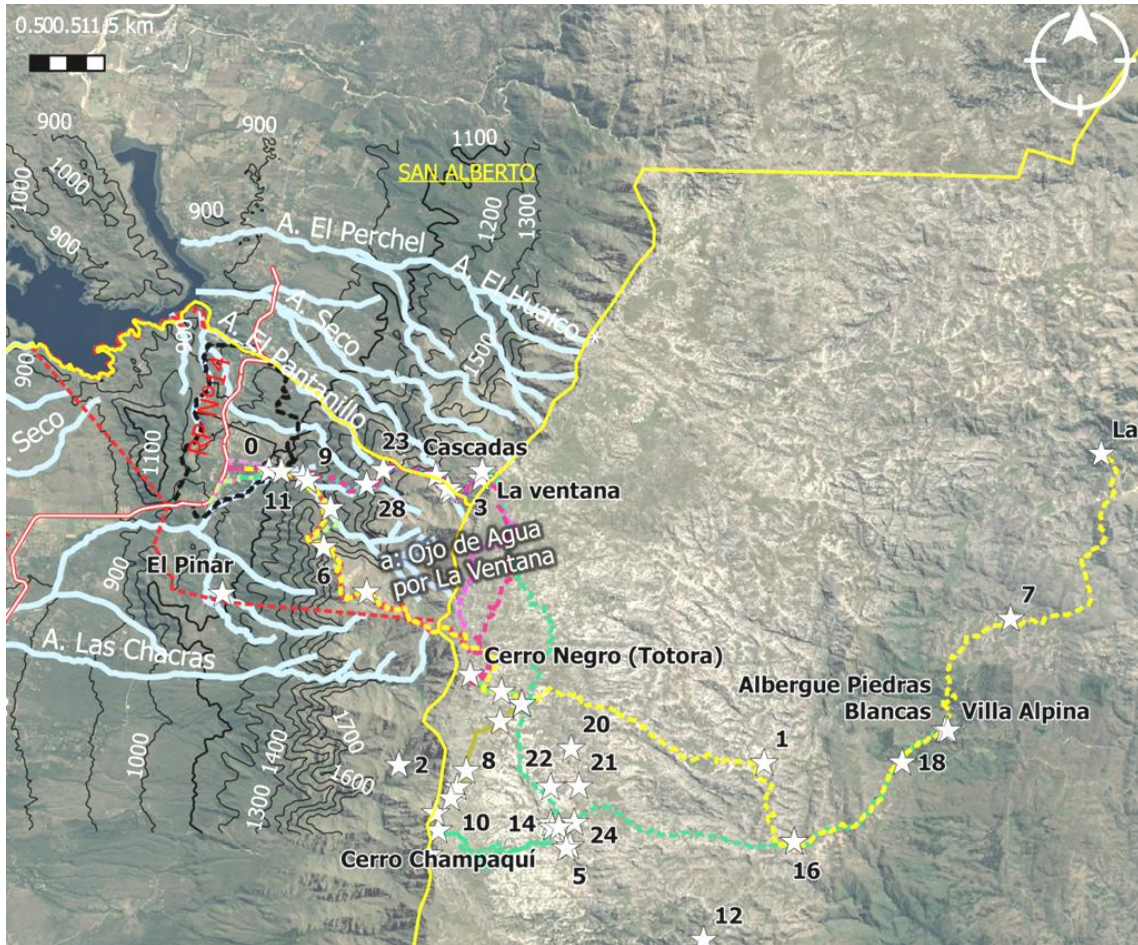 0.500.511.5 km
900
900
1100
1000
SAN ALBERTO
1000
900
900
1200
1300
A. El Perchel
A. El Huaico
A. Seco
A. El Pantanillo
1500
900
900
RP Nº 14
Seco
1100
0
9
23
Cascadas
La
11
28
3
La ventana
a: Ojo de Agua
por La Ventana
El Pinar
900
6
7
A. Las Chacras
Cerro Negro (Totora)
Albergue Piedras
Blancas
Villa Alpina
1000
1400
1700
1600
1300
20
1
2
8
22
21
18
10
14
24
Cerro Champaquí
5
16
12